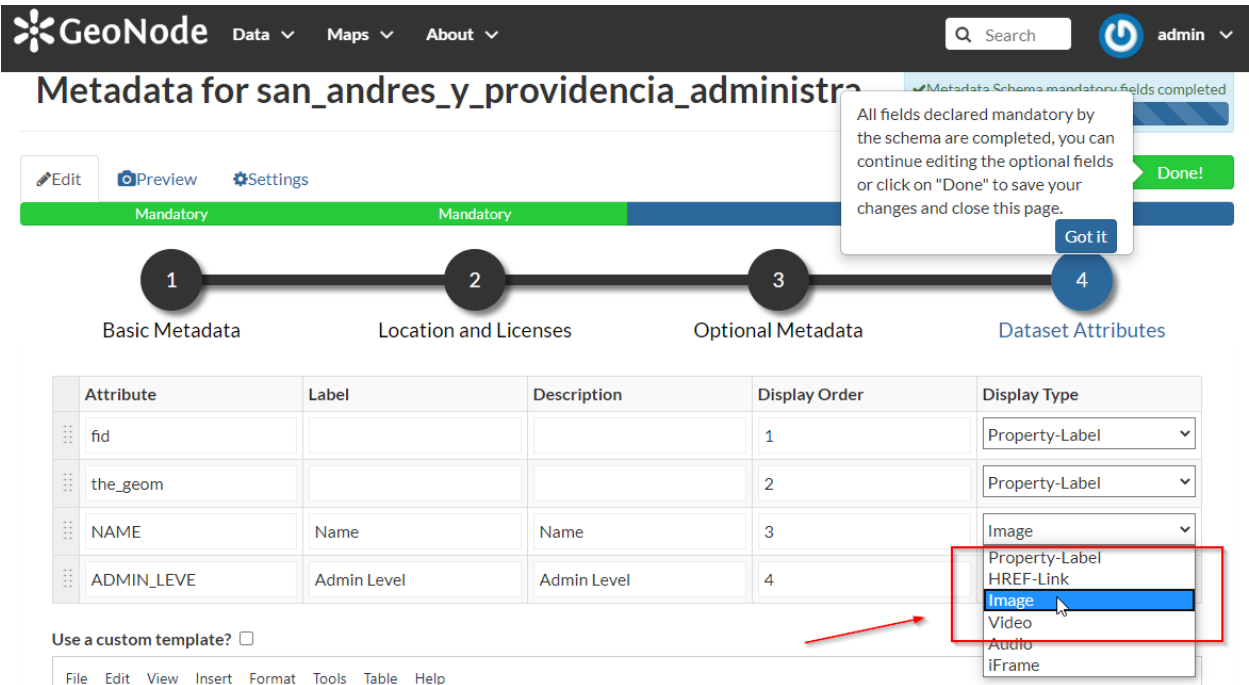 GeoNode Data Maps About Search admin
Metadata for san_andres_y_providencia_administra
Metadata Schema mandatory fields completed
All fields declared mandatory by
the schema are completed, you can
continue editing the optional fields
or click on "Done" to save your
changes and close this page.
Got it
Done!
Edit Preview Settings
Mandatory Mandatory
1 2 3 4
Basic Metadata Location and Licenses Optional Metadata Dataset Attributes
Attribute Label Description Display Order Display Type
fid 1 Property-Label
the_geom 2 Property-Label
NAME Name Name 3 Image
ADMIN_LEVE Admin Level Admin Level 4
Property-Label
HREF-Link
Image
Video
Audio
iFrame
Use a custom template?
File Edit View Insert Format Tools Table Help